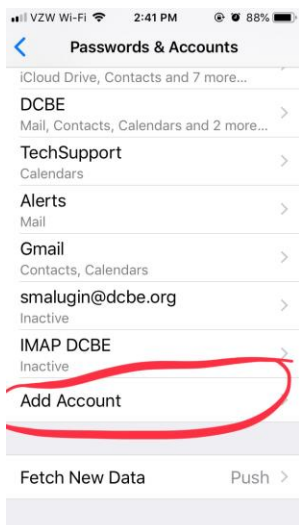 VZW Wi-Fi 2:41 PM 88%
Passwords & Accounts
iCloud Drive, Contacts and 7 more...
DCBE
Mail, Contacts, Calendars and 2 more...
TechSupport
Calendars
Alerts
Mail
Gmail
Contacts, Calendars
smalugin@dcbe.org
Inactive
IMAP DCBE
Inactive
Add Account
Fetch New Data Push